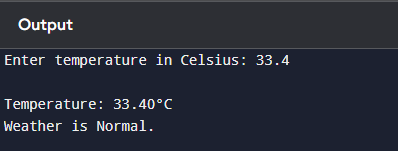 Output
Enter temperature in Celsius: 33.4
Temperature: 33.40°C
Weather is Normal.